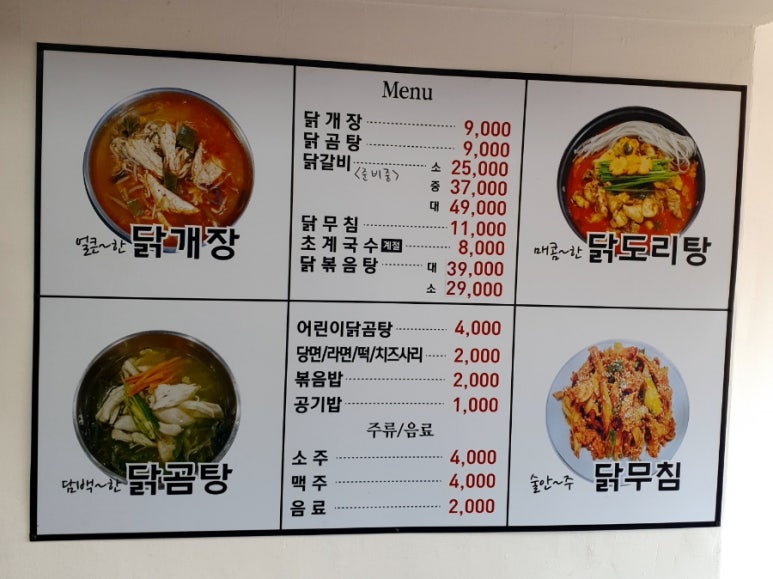 Menu
닭개장 9,000
닭곰탕 9,000
닭갈비 소 25,000
<준비중> 중 37,000
대 49,000
닭무침 11,000
초계국수 계절 8,000
닭볶음탕 대 39,000
소 29,000
얼큰~한 닭개장
매콤~한 닭도리탕
어린이닭곰탕 4,000
당면/라면/떡/치즈사리 2,000
볶음밥 2,000
공기밥 1,000
주류/음료
소주 4,000
맥주 4,000
음료 2,000
담백~한 닭곰탕
술안~주 닭무침